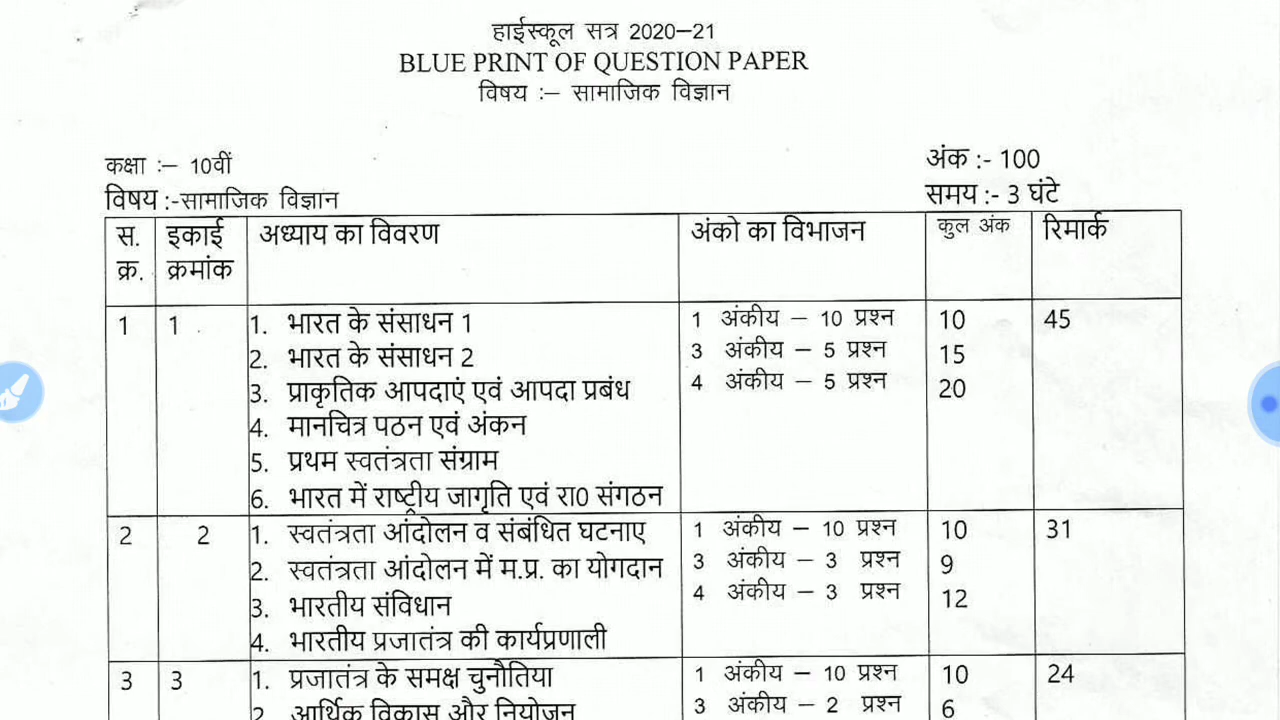 हाईस्कूल सत्र 2020–21
BLUE PRINT OF QUESTION PAPER
विषय :– सामाजिक विज्ञान
कक्षा :– 10वीं
अंक :- 100
विषय :-सामाजिक विज्ञान
समय :- 3 घंटे
स. क्र. इकाई क्रमांक अध्याय का विवरण अंको का विभाजन कुल अंक रिमार्क
1 1 1. भारत के संसाधन 1 1 अंकीय – 10 प्रश्न 10 45
2. भारत के संसाधन 2 3 अंकीय – 5 प्रश्न 15
3. प्राकृतिक आपदाएं एवं आपदा प्रबंध 4 अंकीय – 5 प्रश्न 20
4. मानचित्र पठन एवं अंकन
5. प्रथम स्वतंत्रता संग्राम
6. भारत में राष्ट्रीय जागृति एवं रा0 संगठन
2 2 1. स्वतंत्रता आंदोलन व संबंधित घटनाए 1 अंकीय – 10 प्रश्न 10 31
2. स्वतंत्रता आंदोलन में म.प्र. का योगदान 3 अंकीय – 3 प्रश्न 9
3. भारतीय संविधान 4 अंकीय – 3 प्रश्न 12
4. भारतीय प्रजातंत्र की कार्यप्रणाली
3 3 1. प्रजातंत्र के समक्ष चुनौतिया 1 अंकीय – 10 प्रश्न 10 24
2. आर्थिक विकास और नियोजन 3 अंकीय – 2 प्रश्न 6